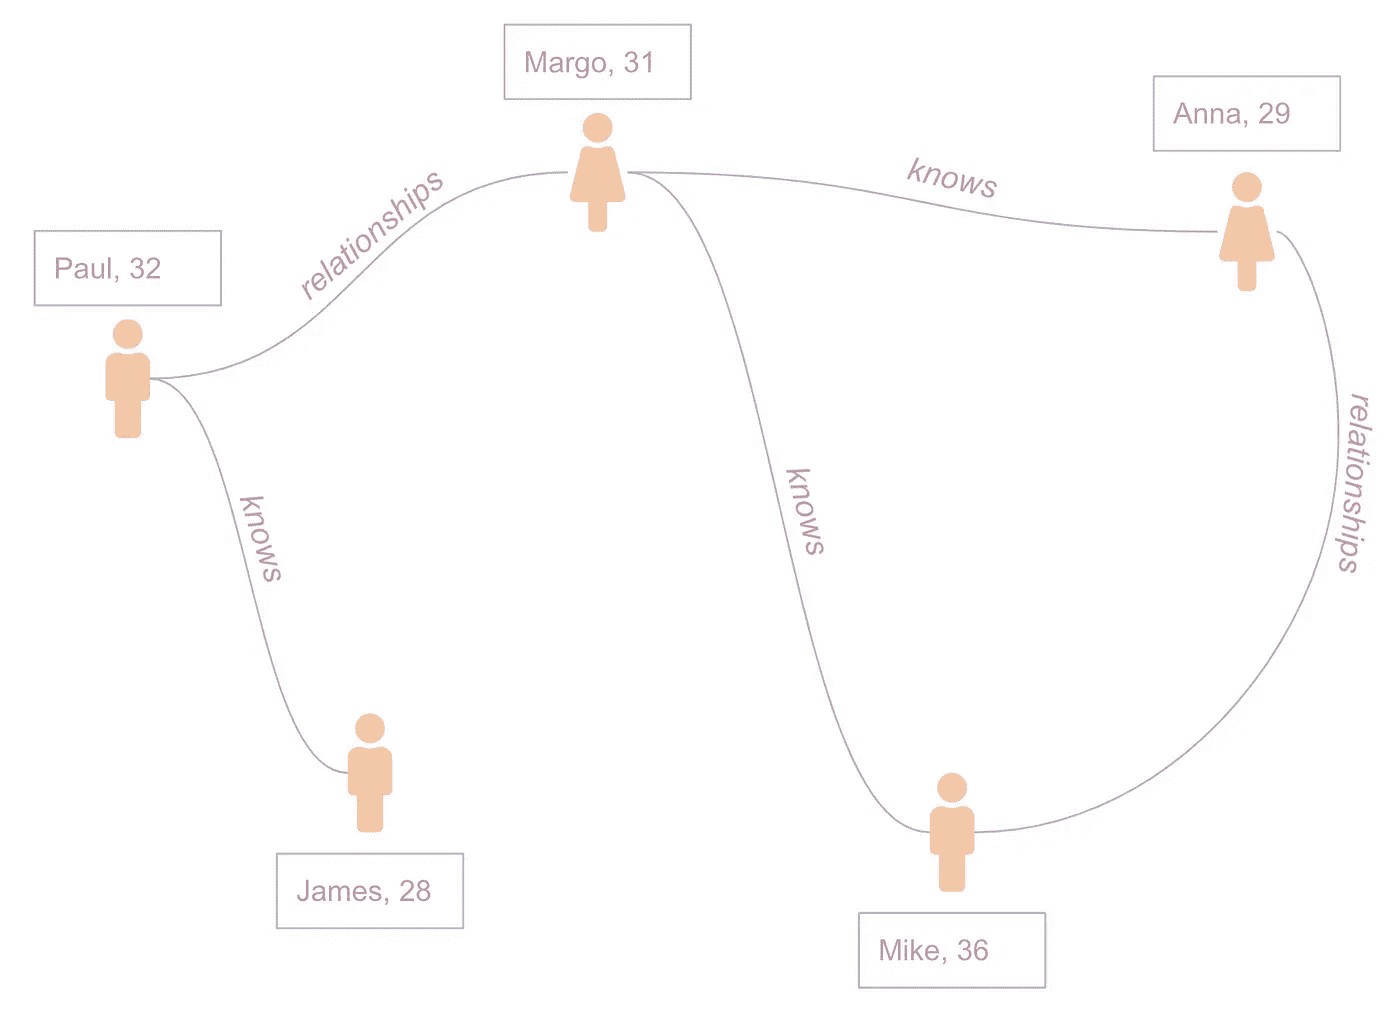 Margo, 31
Anna, 29
knows
relationships
Paul, 32
relationships
knows
knows
James, 28
Mike, 36